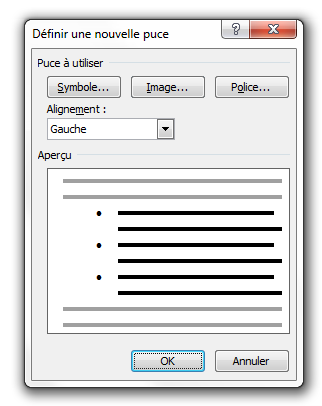 Définir une nouvelle puce
Puce à utiliser
Symbole... Image... Police...
Alignement :
Gauche
Aperçu
OK Annuler